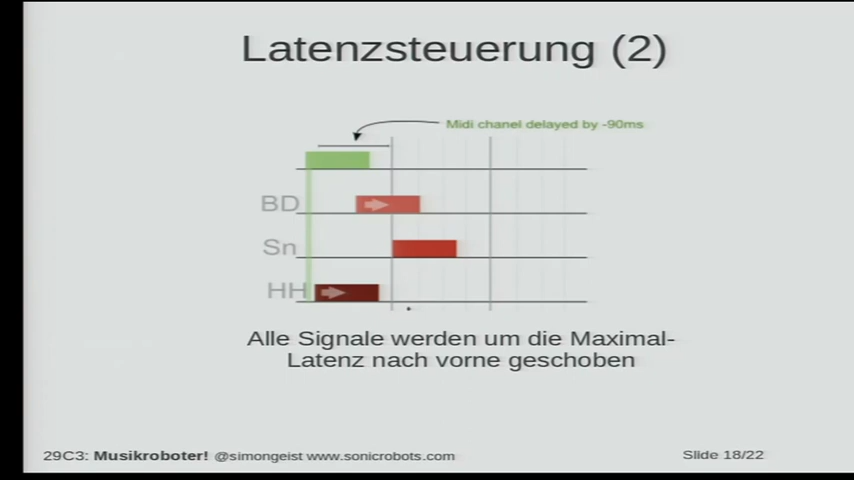 Latenzsteuerung (2)
Midi chanel delayed by -90ms
BD
Sn
HH
Alle Signale werden um die Maximal-
Latenz nach vorne geschoben
29C3: Musikroboter! @simongeist www.sonicrobots.com
Slide 18/22